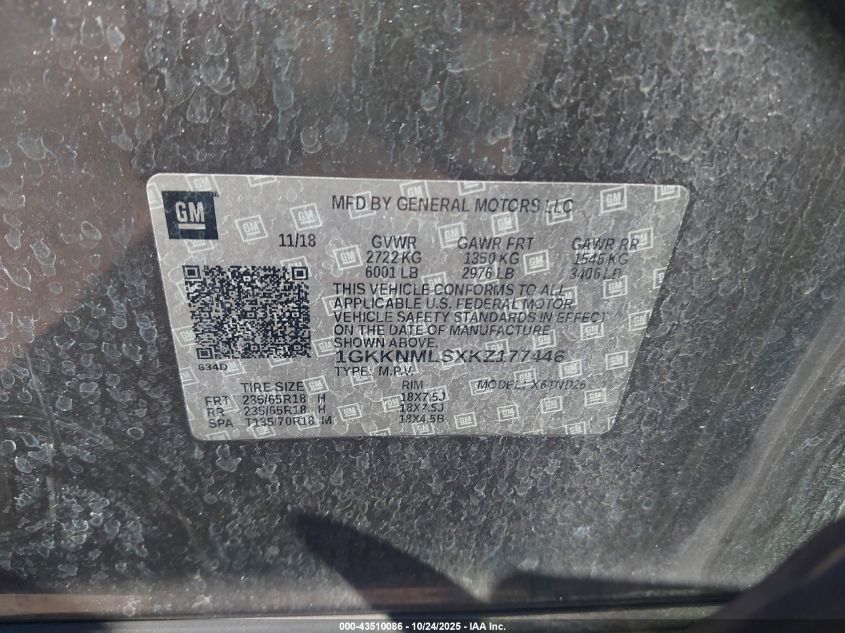 GM
MFD BY GENERAL MOTORS LLC
11/18 GVWR GAWR FRT GAWR RR
2722 KG 1350 KG 1545 KG
6001 LB 2976 LB 3406 LB
THIS VEHICLE CONFORMS TO ALL
APPLICABLE U.S. FEDERAL MOTOR
VEHICLE SAFETY STANDARDS IN EFFECT
ON THE DATE OF MANUFACTURE
SHOWN ABOVE.
1GKKNMLSXKZ177446
834D
TYPE: M.P.V. MODEL: X6TND26
TIRE SIZE RIM
FRT 235/65R18 H 18X7.5J
RR 235/65R18 H 18X7.5J
SPA T135/70R18 M 18X4.5B
000-43510086 - 10/24/2025 - IAA Inc.